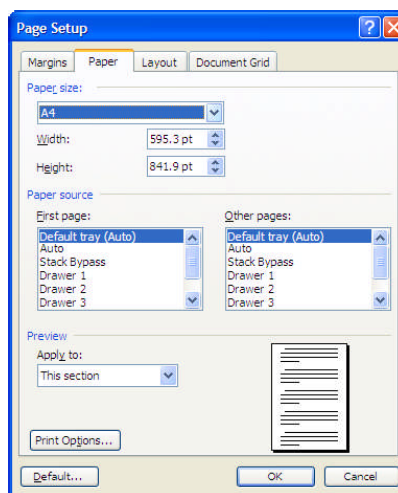 Page Setup
Margins Paper Layout Document Grid
Paper size:
A4
Width: 595.3 pt
Height: 841.9 pt
Paper source
First page: Other pages:
Default tray (Auto) Default tray (Auto)
Auto Auto
Stack Bypass Stack Bypass
Drawer 1 Drawer 1
Drawer 2 Drawer 2
Drawer 3 Drawer 3
Preview
Apply to:
This section
Print Options...
Default... OK Cancel